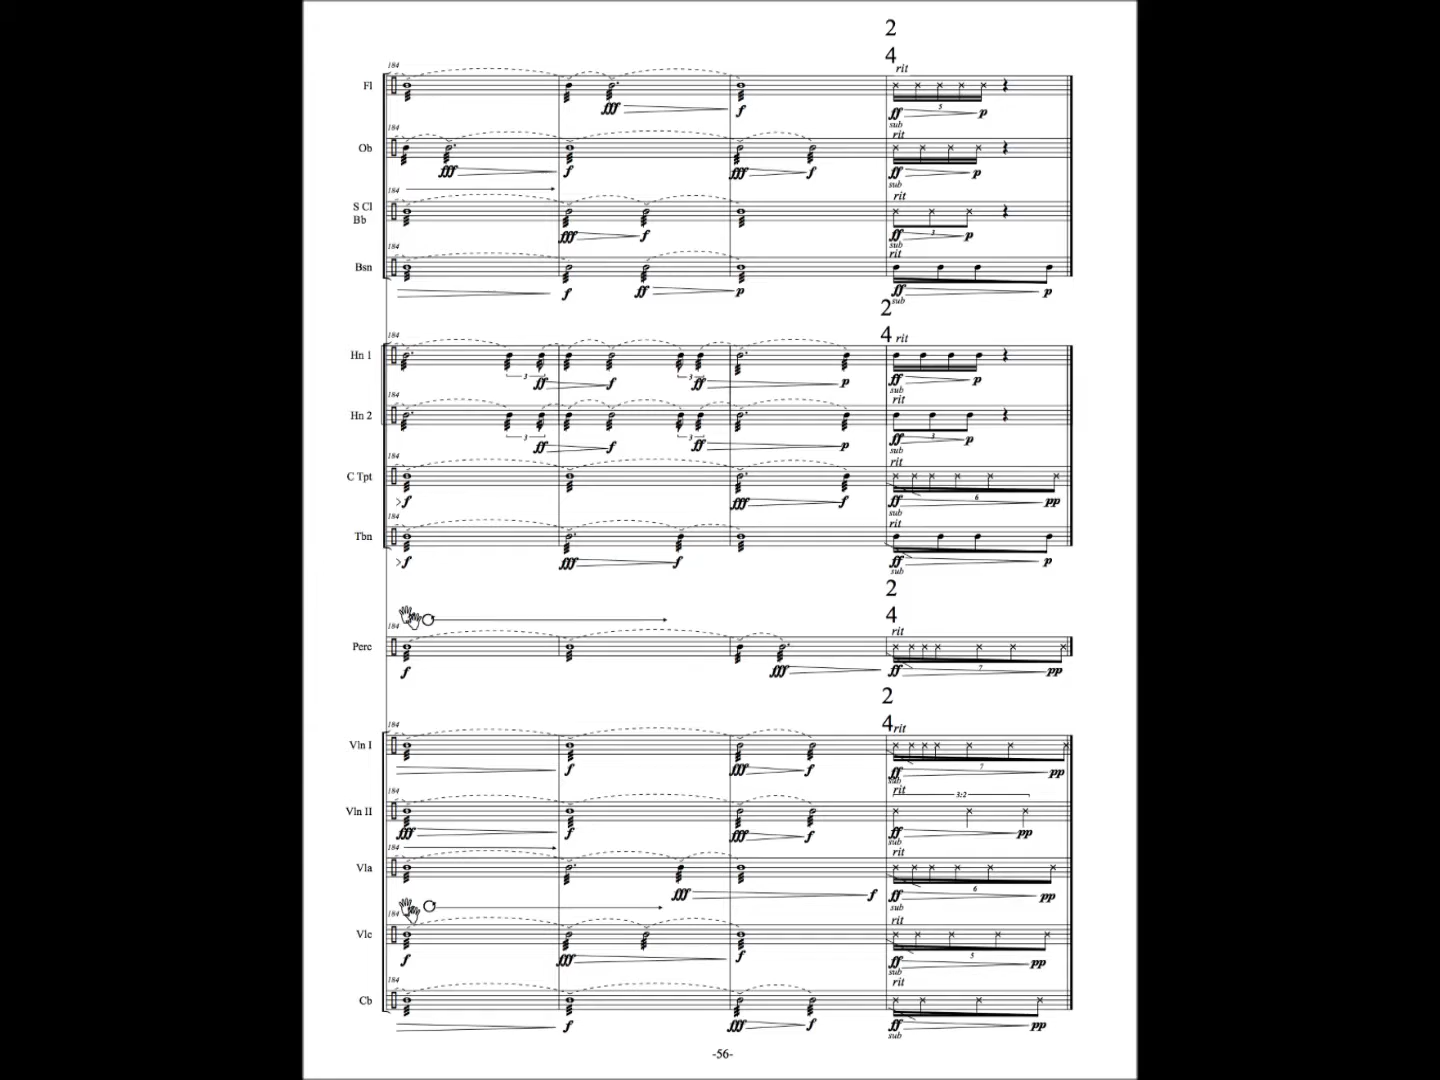 2
4
184 rit
Fl
fff f ff 5 p
sub
184 rit
Ob
fff f fff f ff p
sub
184 rit
S Cl
Bb
fff f ff 3 p
sub
184 rit
Bsn
f ff p ff p
sub
2
4
184 rit
Hn 1
3 3
ff f ff p ff p
sub
184 rit
Hn 2
3 3 3
ff f ff p ff p
sub
184 rit
C Tpt
f fff f ff 6 pp
sub
184 rit
Tbn
f fff f ff p
sub
2
4
184 rit
Perc
f fff ff 7 pp
2
4
184 rit
Vln I
f fff f ff 7 pp
sub
184 rit
3:2
Vln II
fff f fff f ff pp
sub
184 rit
Vla
fff f ff 6 pp
sub
184 rit
Vlc
f fff f ff 5 pp
sub
184 rit
Cb
f fff f ff pp
sub
-56-